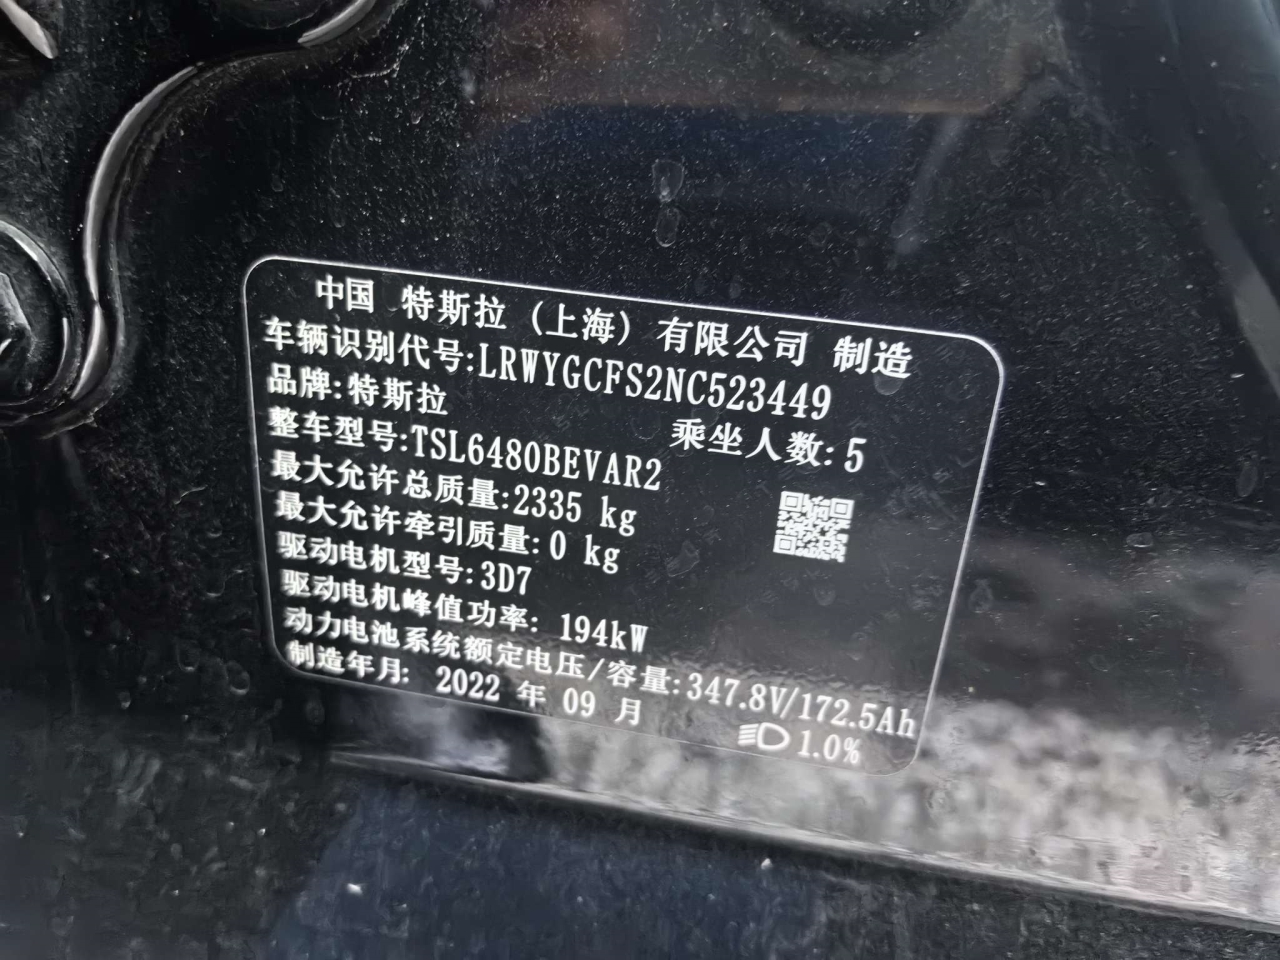 中国 特斯拉（上海）有限公司 制造
车辆识别代号:LRWYGCFS2NC523449
品牌:特斯拉
乘坐人数:5
整车型号:TSL6480BEVAR2
最大允许总质量:2335 kg
最大允许牵引质量:0 kg
驱动电机型号:3D7
驱动电机峰值功率: 194kW
动力电池系统额定电压/容量:347.8V/172.5Ah
制造年月: 2022 年 09 月
1.0%